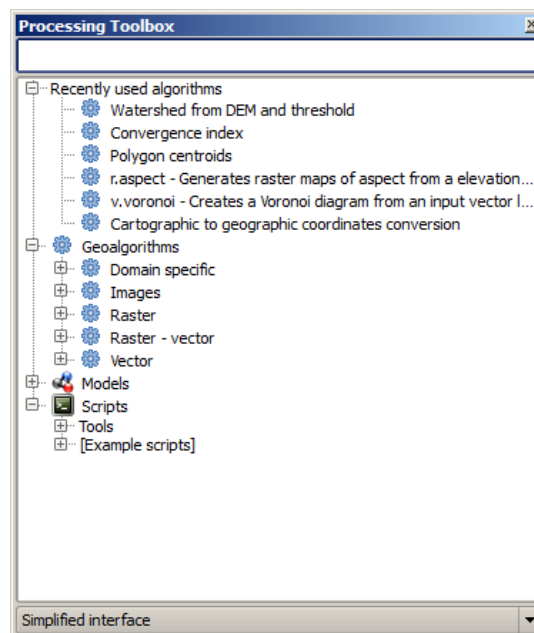 Processing Toolbox
Recently used algorithms
Watershed from DEM and threshold
Convergence index
Polygon centroids
r.aspect - Generates raster maps of aspect from a elevation...
v.voronoi - Creates a Voronoi diagram from an input vector l...
Cartographic to geographic coordinates conversion
Geoalgorithms
Domain specific
Images
Raster
Raster - vector
Vector
Models
Scripts
Tools
[Example scripts]
Simplified interface